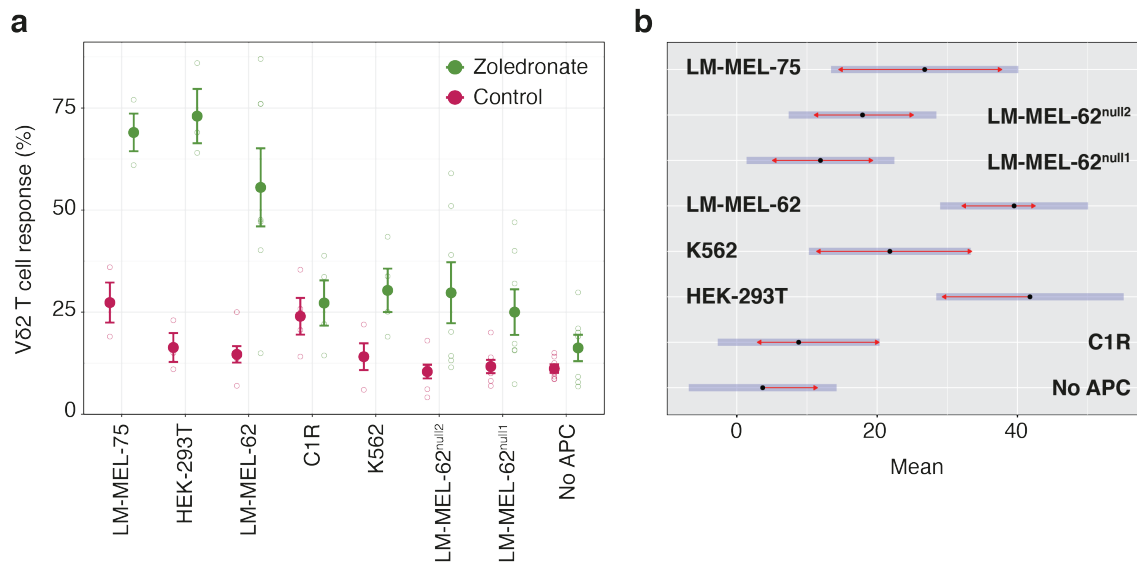 a
Vδ2 T cell response (%)
75
50
25
0
Zoledronate
Control
LM-MEL-75
HEK-293T
LM-MEL-62
C1R
K562
LM-MEL-62null2
LM-MEL-62null1
No APC
b
LM-MEL-75
LM-MEL-62null2
LM-MEL-62null1
LM-MEL-62
K562
HEK-293T
C1R
No APC
0 20 40
Mean